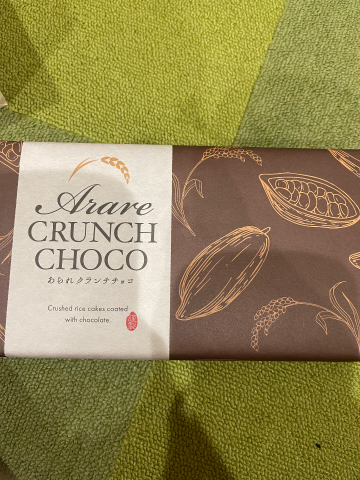 Arare
CRUNCH
CHOCO
あられクランチチョコ
Crushed rice cakes coated
with chocolate.